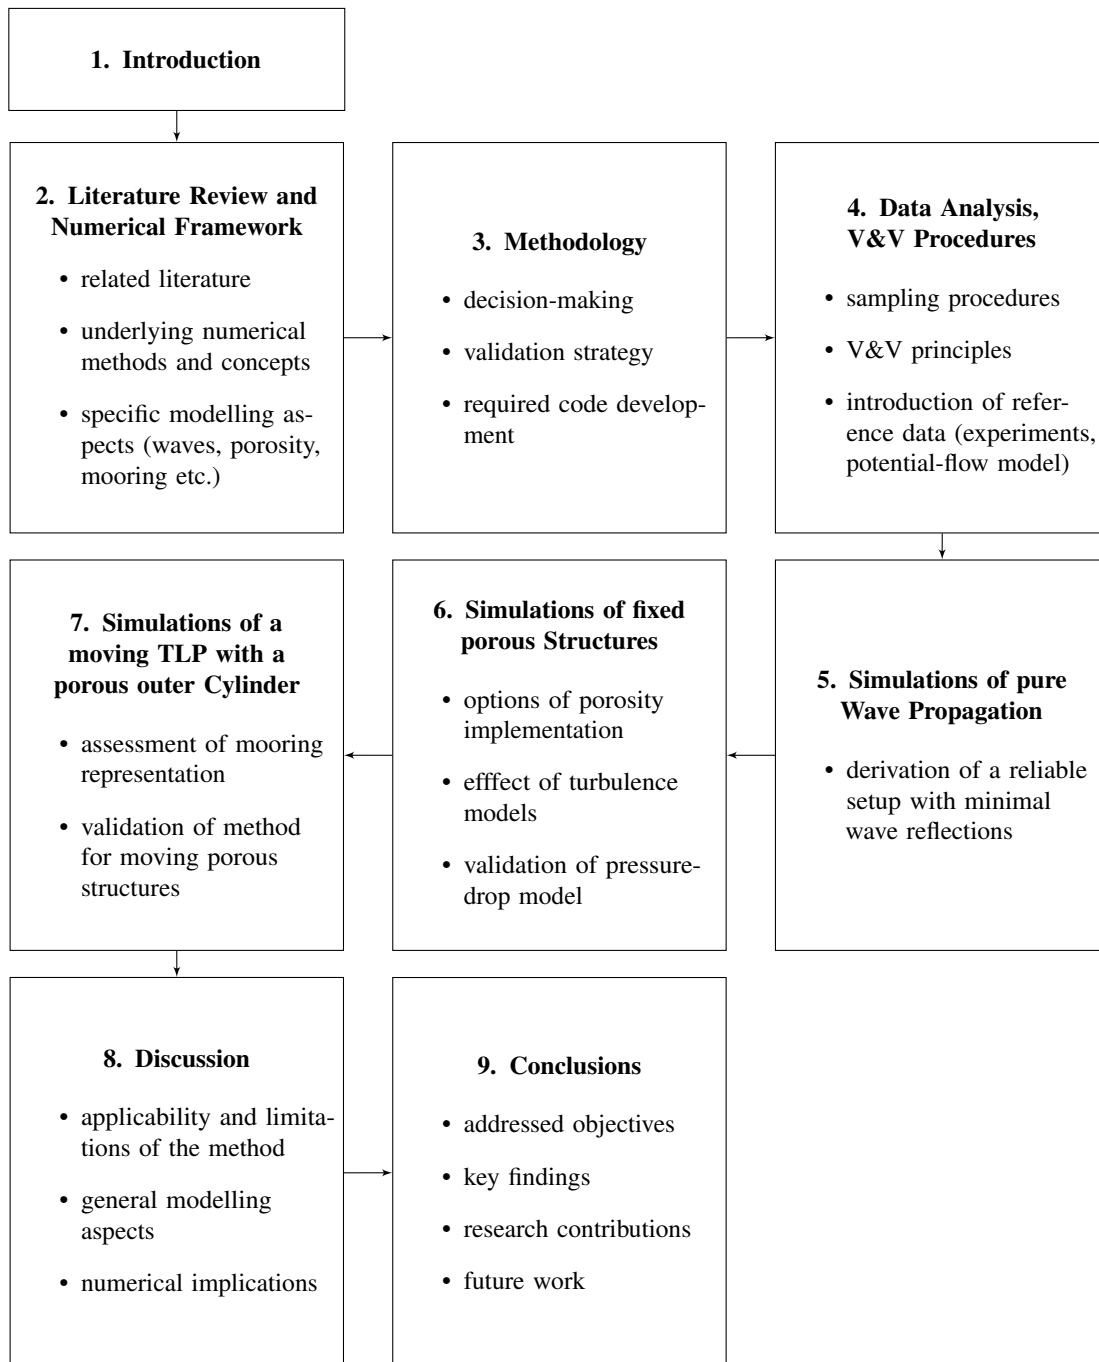 1. Introduction
2. Literature Review and
Numerical Framework
• related literature
• underlying numerical
methods and concepts
• specific modelling as-
pects (waves, porosity,
mooring etc.)
3. Methodology
• decision-making
• validation strategy
• required code develop-
ment
4. Data Analysis,
V&V Procedures
• sampling procedures
• V&V principles
• introduction of refer-
ence data (experiments,
potential-flow model)
5. Simulations of pure
Wave Propagation
• derivation of a reliable
setup with minimal
wave reflections
6. Simulations of fixed
porous Structures
• options of porosity
implementation
• efffect of turbulence
models
• validation of pressure-
drop model
7. Simulations of a
moving TLP with a
porous outer Cylinder
• assessment of mooring
representation
• validation of method
for moving porous
structures
8. Discussion
• applicability and limita-
tions of the method
• general modelling
aspects
• numerical implications
9. Conclusions
• addressed objectives
• key findings
• research contributions
• future work